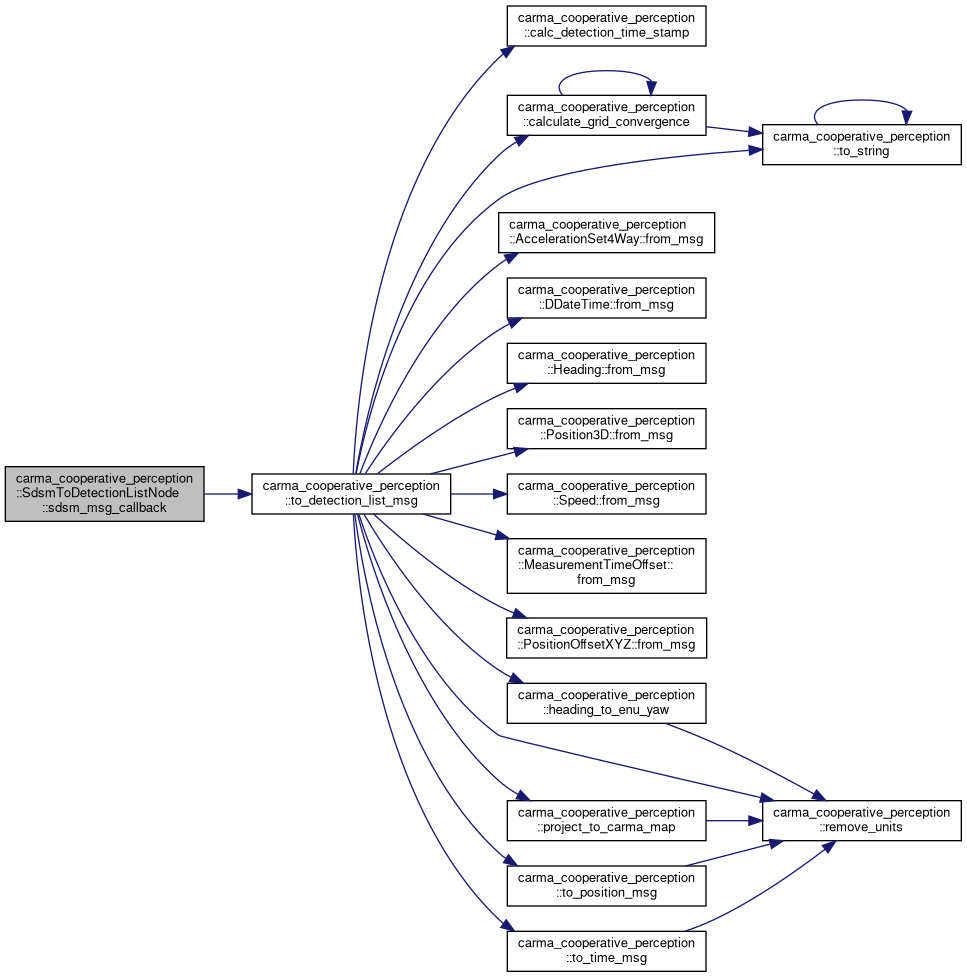 carma_cooperative_perception
::calc_detection_time_stamp
carma_cooperative_perception
::calculate_grid_convergence
carma_cooperative_perception
::to_string
carma_cooperative_perception
::AccelerationSet4Way::from_msg
carma_cooperative_perception
::DDateTime::from_msg
carma_cooperative_perception
::Heading::from_msg
carma_cooperative_perception
::Position3D::from_msg
carma_cooperative_perception
::SdsmToDetectionListNode
::sdsm_msg_callback
carma_cooperative_perception
::to_detection_list_msg
carma_cooperative_perception
::Speed::from_msg
carma_cooperative_perception
::MeasurementTimeOffset::
from_msg
carma_cooperative_perception
::PositionOffsetXYZ::from_msg
carma_cooperative_perception
::heading_to_enu_yaw
carma_cooperative_perception
::project_to_carma_map
carma_cooperative_perception
::remove_units
carma_cooperative_perception
::to_position_msg
carma_cooperative_perception
::to_time_msg